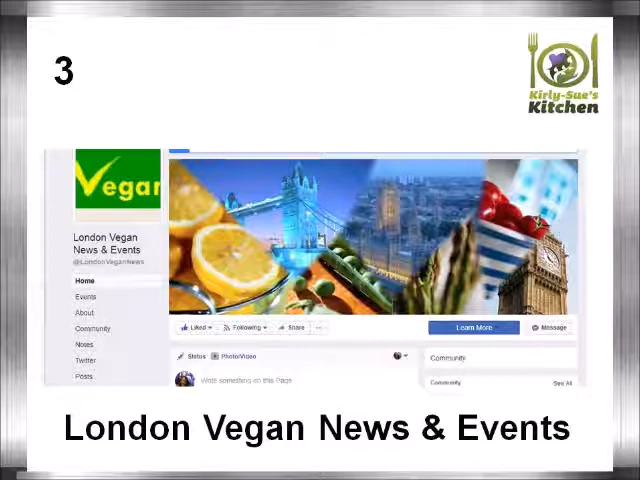 3
Kirly-Sue's
Kitchen
Vegan
London Vegan
News & Events
@LondonVeganNews
Home
Events
About
Community
Notes
Twitter
Posts
Liked
Following
Share
Learn More
Message
Status
Photo/Video
Write something on this Page
Community
Community
See All
London Vegan News & Events